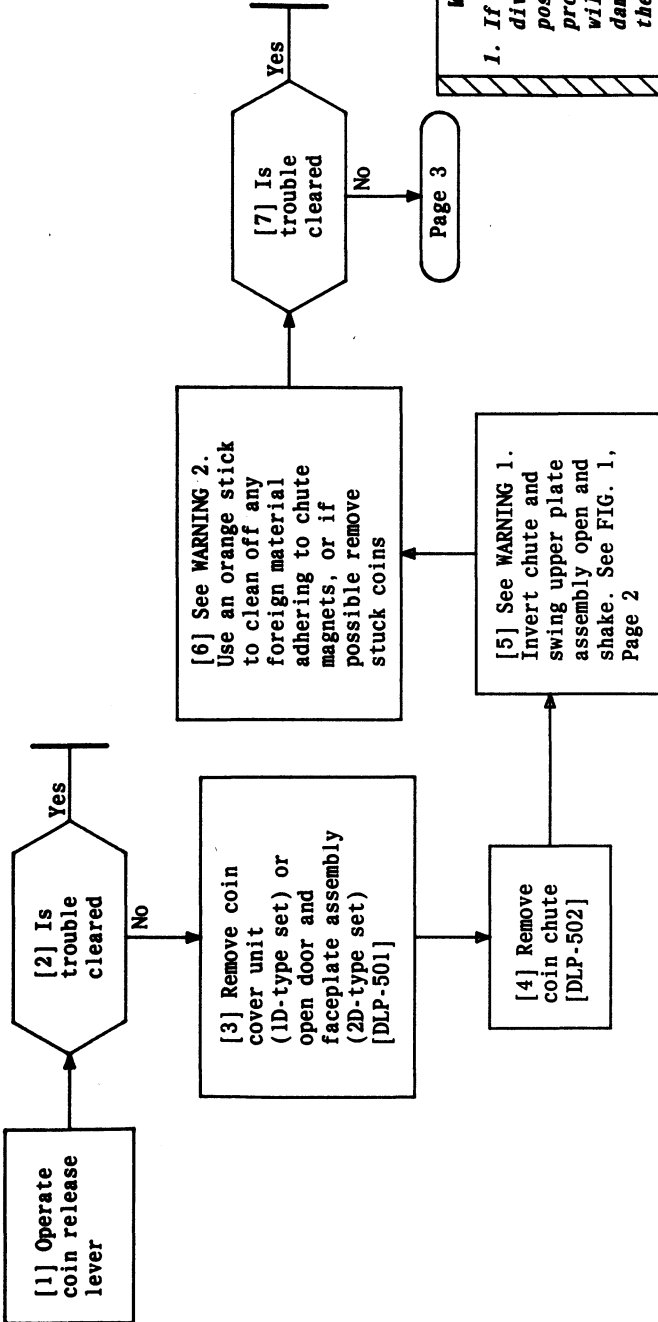 [1] Operate
coin release
lever
[2] Is
trouble
cleared
Yes
No
[3] Remove coin
cover unit
(1D-type set) or
open door and
faceplate assembly
(2D-type set)
[DLP-501]
[4] Remove
coin chute
[DLP-502]
[5] See WARNING 1.
Invert chute and
swing upper plate
assembly open and
shake. See FIG. 1,
Page 2
[6] See WARNING 2.
Use an orange stick
to clean off any
foreign material
adhering to chute
magnets, or if
possible remove
stuck coins
[7] Is
trouble
cleared
Yes
No
Page 3
1. If